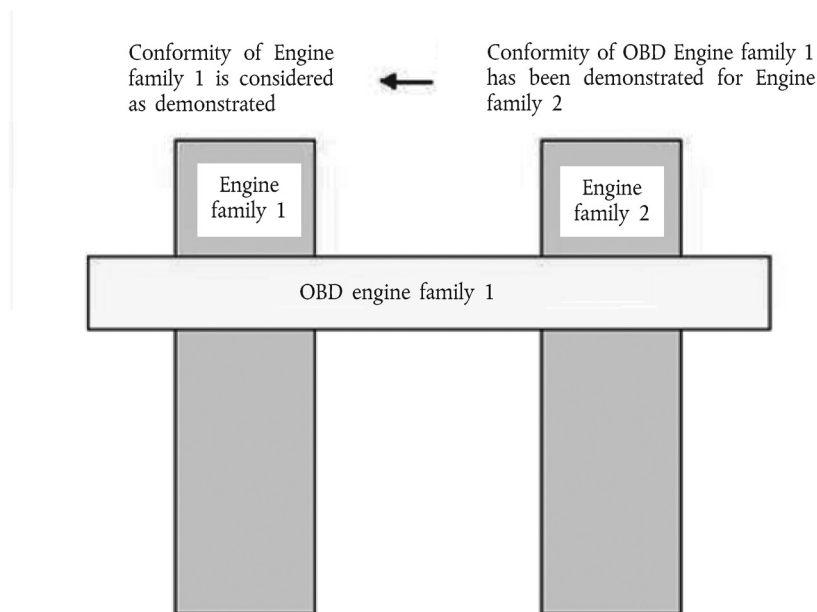 Conformity of Engine
family 1 is considered
as demonstrated
Conformity of OBD Engine family 1
has been demonstrated for Engine
family 2
Engine
family 1
Engine
family 2
OBD engine family 1